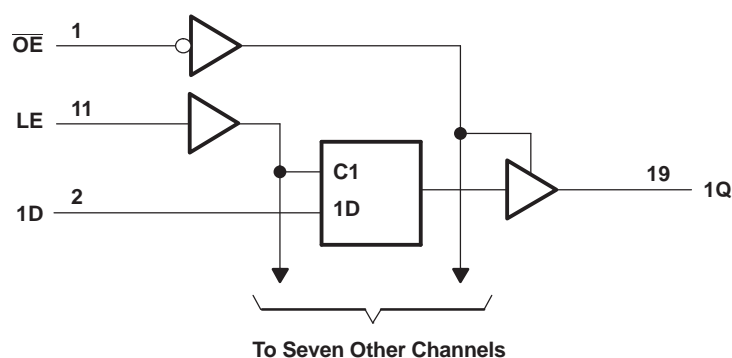 OE 1
LE 11
C1
1D 2
1D
19 1Q
To Seven Other Channels